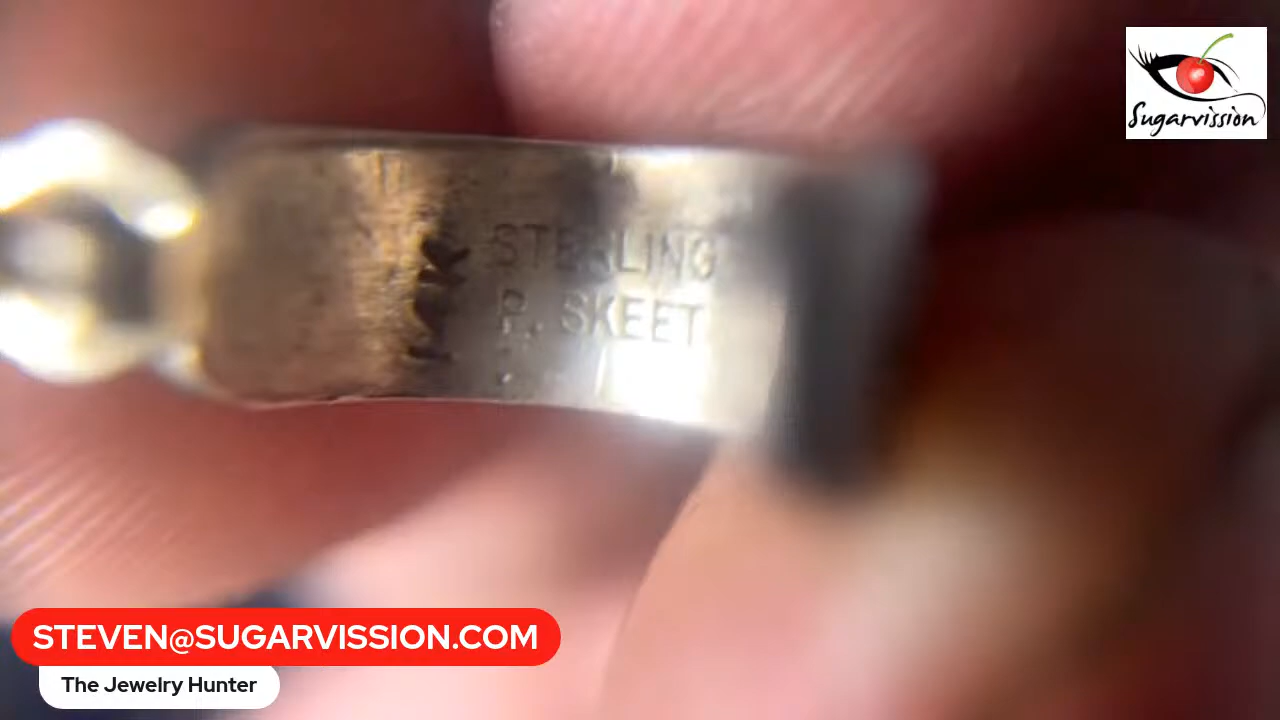 Sugarvission
STERLING
P. SKEET
STEVEN@SUGARVISSION.COM
The Jewelry Hunter